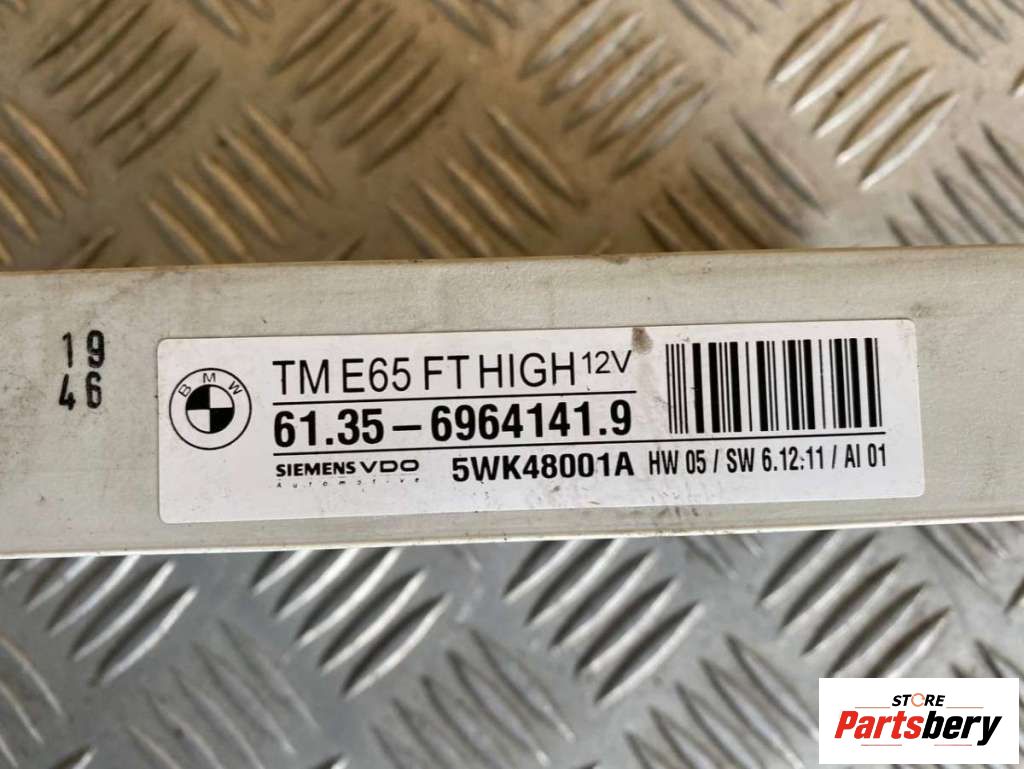 19
46
BMW
TM E65 FT HIGH 12V
61.35-6964141.9
SIEMENS VDO
Automotive
5WK48001A HW 05 / SW 6.12:11 / AI 01
STORE
Partsbery